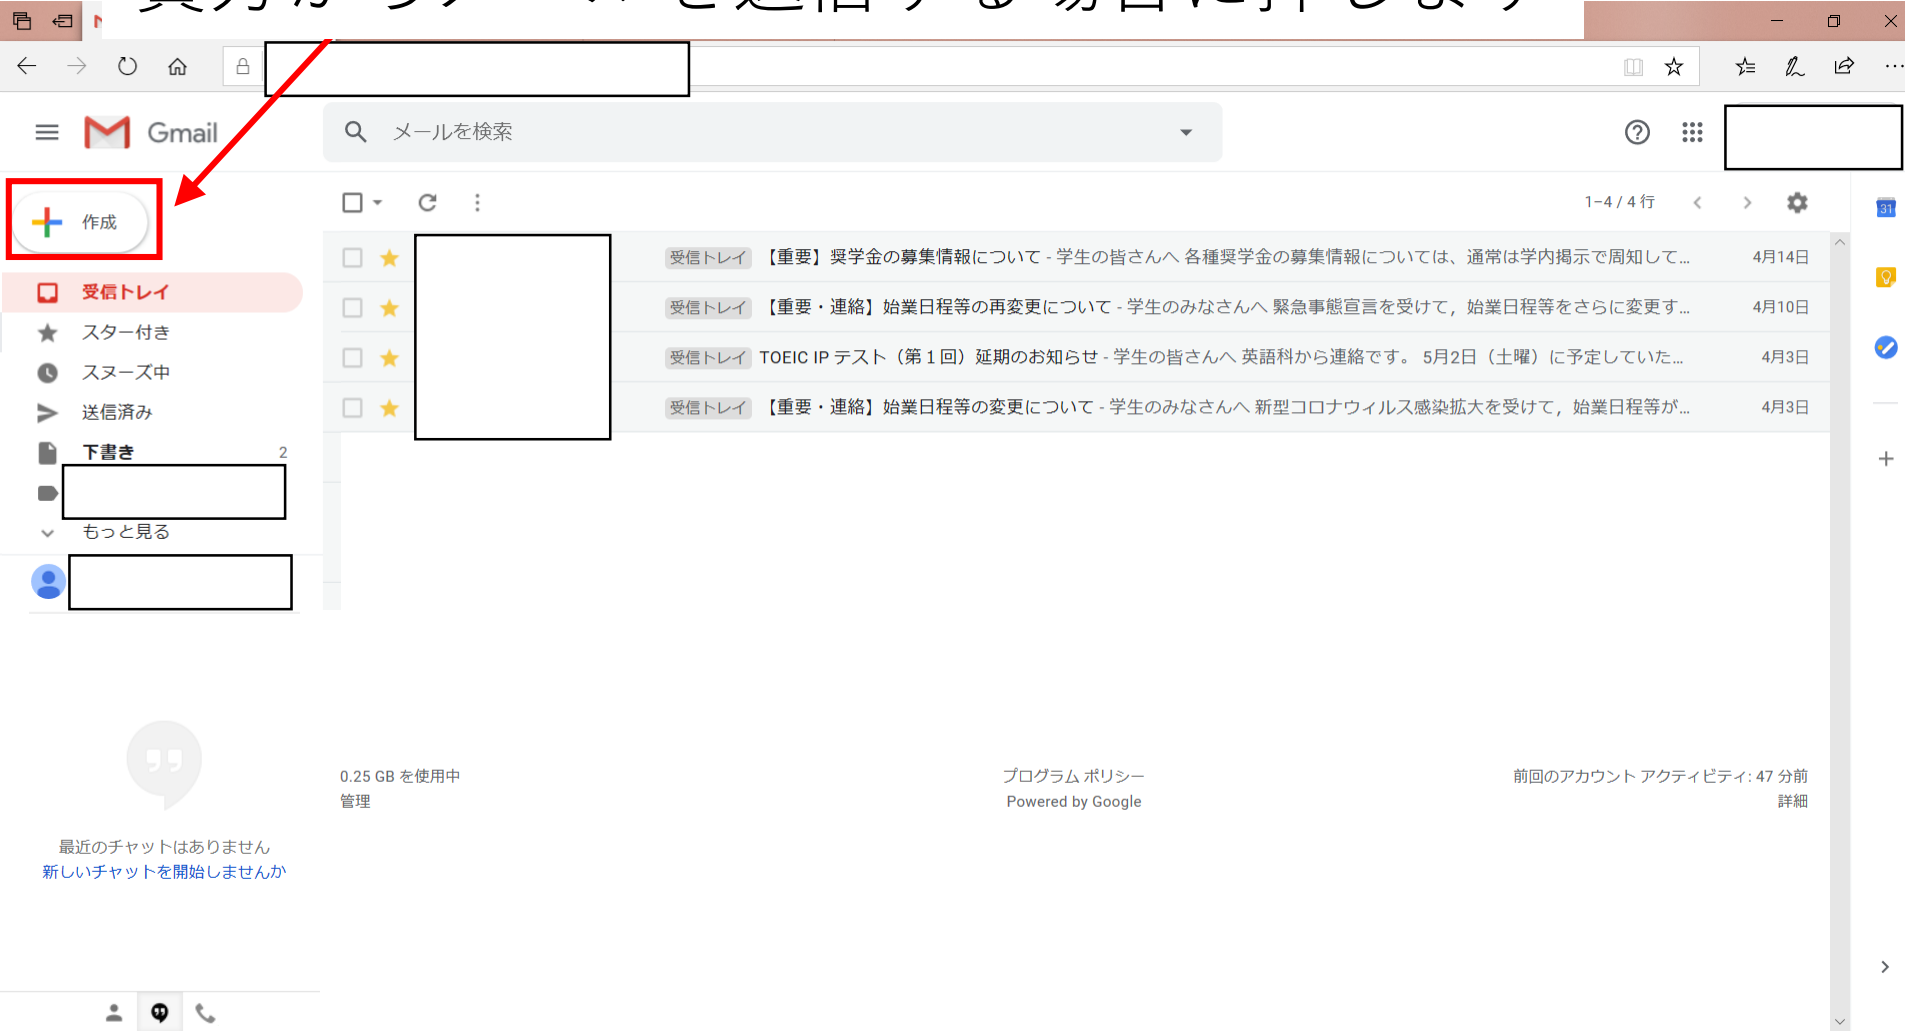 Gmail
メールを検索
作成
1–4 / 4 行
31
受信トレイ
スター付き
スヌーズ中
送信済み
下書き 2
もっと見る
受信トレイ 【重要】奨学金の募集情報について - 学生の皆さんへ 各種奨学金の募集情報については、通常は学内掲示で周知して... 4月14日
受信トレイ 【重要・連絡】始業日程等の再変更について - 学生のみなさんへ 緊急事態宣言を受けて，始業日程等をさらに変更す... 4月10日
受信トレイ TOEIC IP テスト（第１回）延期のお知らせ - 学生の皆さんへ 英語科から連絡です。 5月2日（土曜）に予定していた... 4月3日
受信トレイ 【重要・連絡】始業日程等の変更について - 学生のみなさんへ 新型コロナウィルス感染拡大を受けて，始業日程等が... 4月3日
0.25 GB を使用中
管理
プログラム ポリシー
Powered by Google
前回のアカウント アクティビティ: 47 分前
詳細
最近のチャットはありません
新しいチャットを開始しませんか